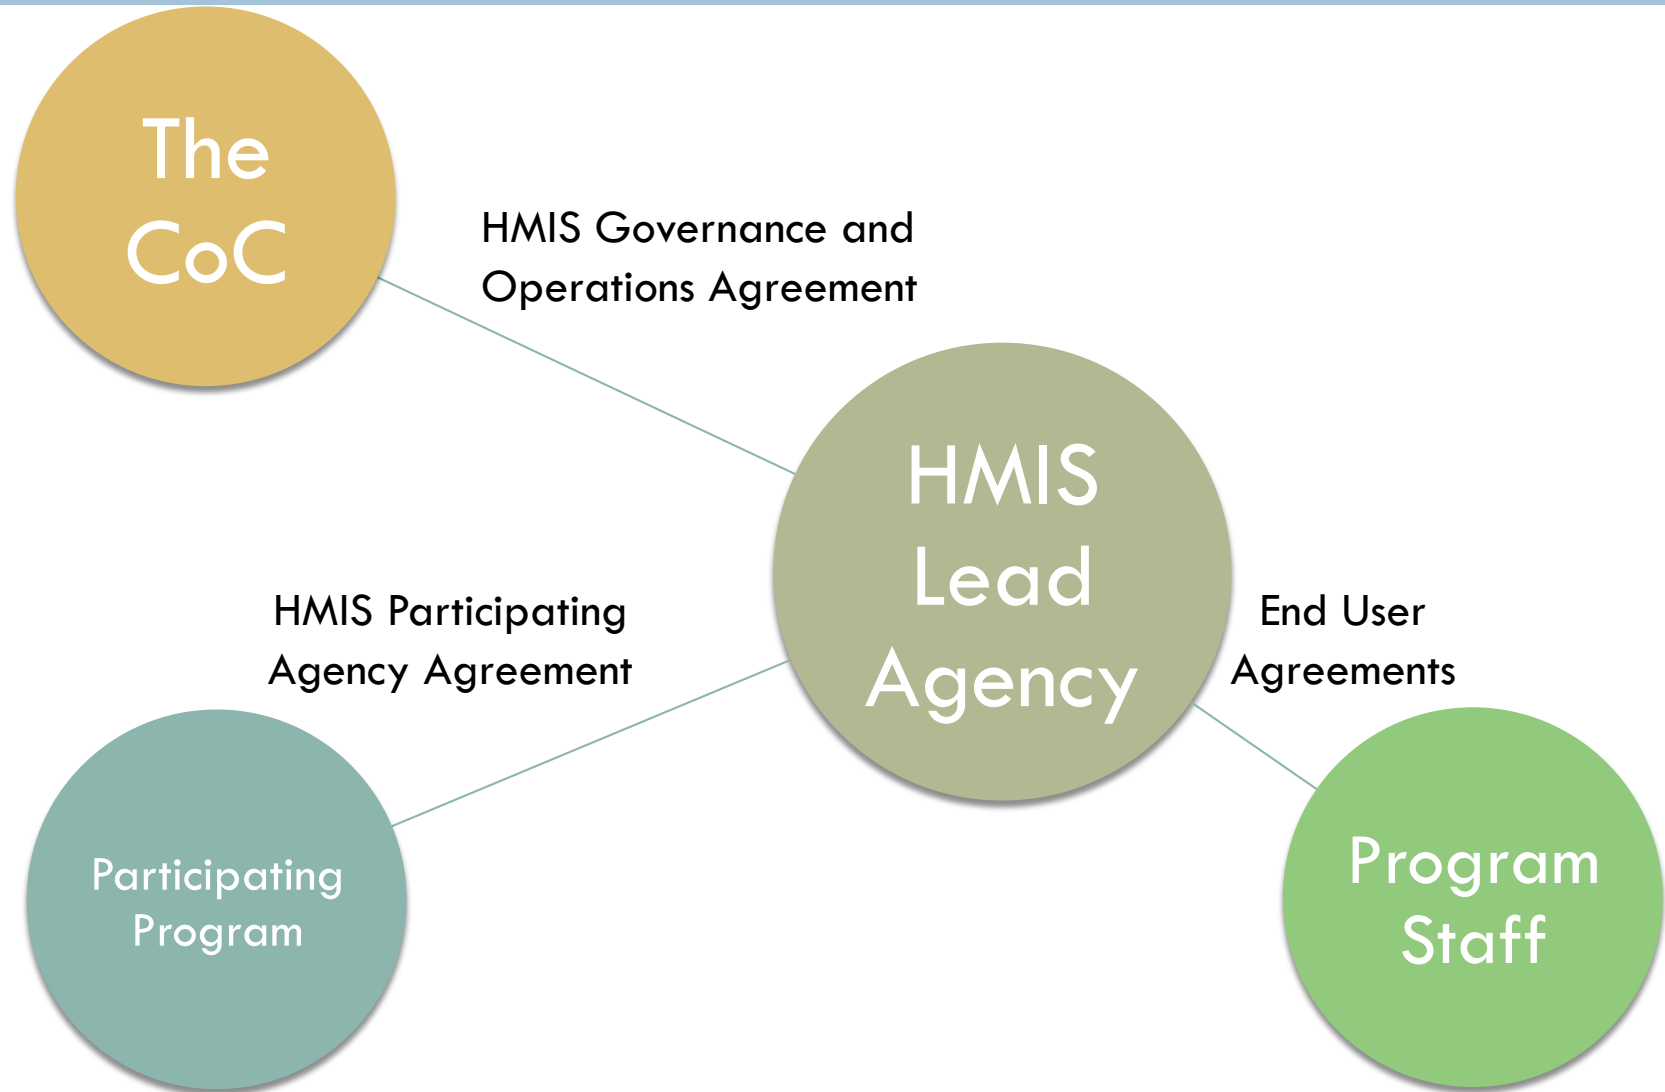 The
CoC
HMIS Governance and
Operations Agreement
HMIS
Lead
Agency
HMIS Participating
Agency Agreement
End User
Agreements
Participating
Program
Program
Staff